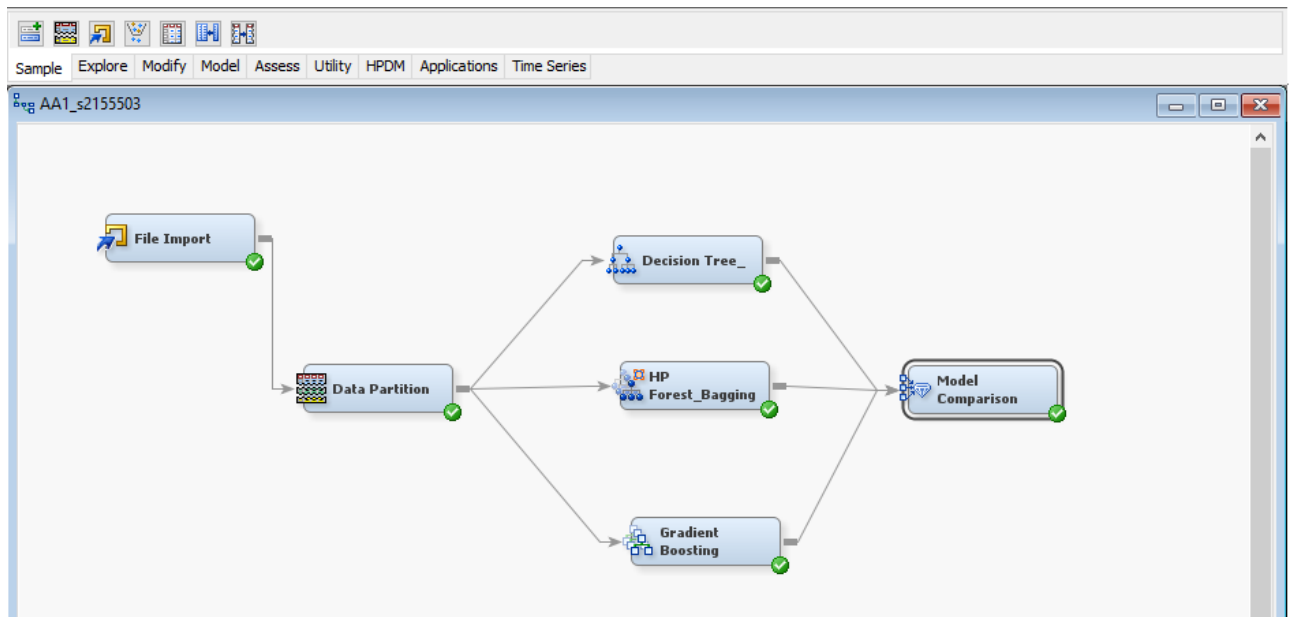 Sample Explore Modify Model Assess Utility HPDM Applications Time Series
AA1_s2155503
File Import
Data Partition
Decision Tree_
HP
Forest_Bagging
Gradient
Boosting
Model
Comparison